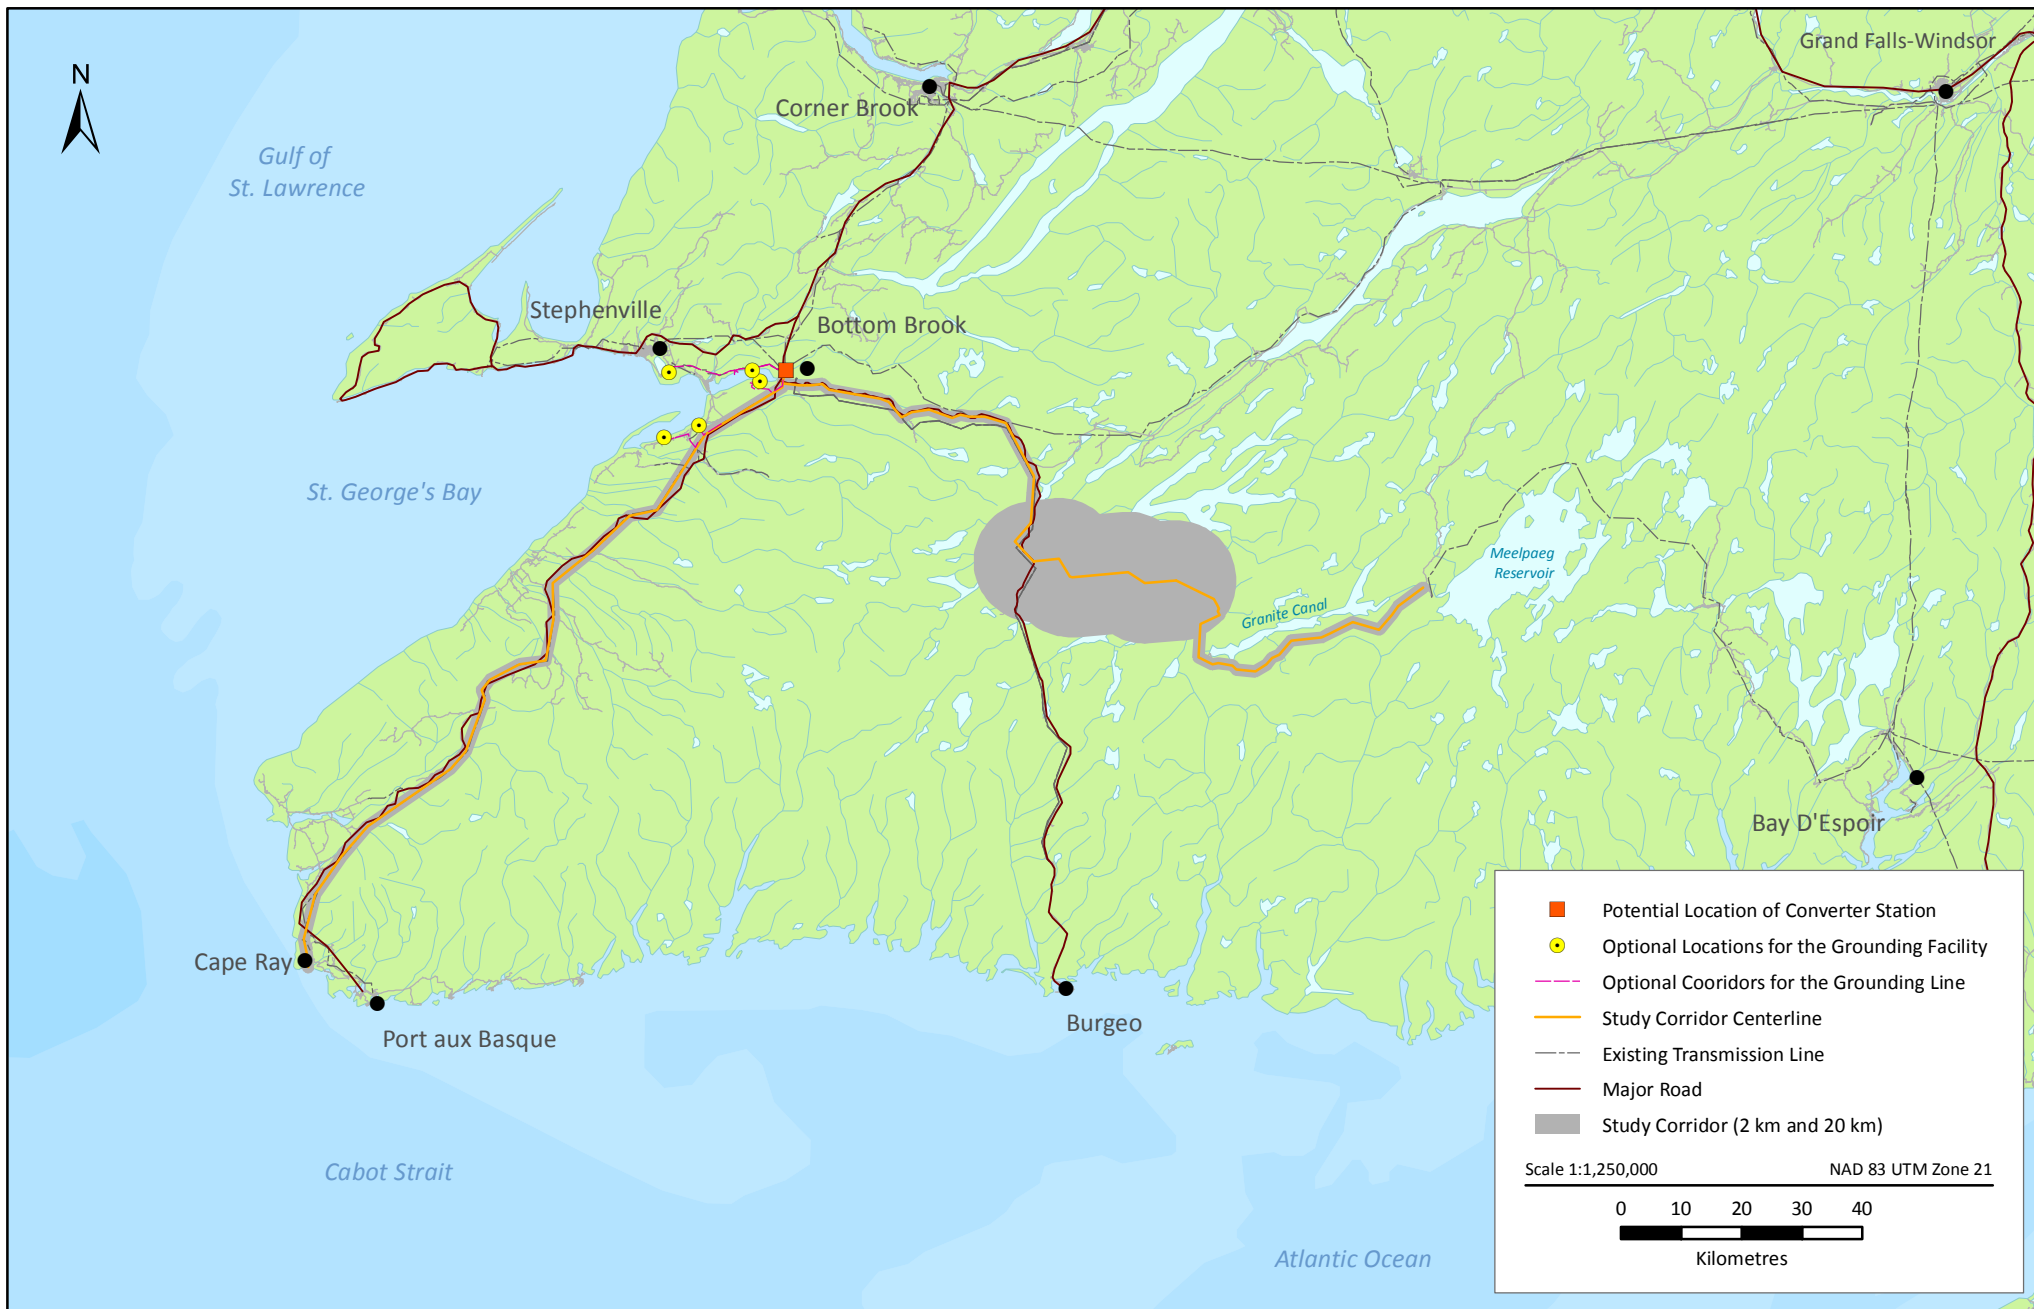 N
Grand Falls-Windsor
Corner Brook
Gulf of
St. Lawrence
Stephenville
Bottom Brook
St. George's Bay
Meelpaeg
Reservoir
Granite Canal
Bay D'Espoir
Cape Ray
Port aux Basque
Burgeo
Cabot Strait
Atlantic Ocean
Potential Location of Converter Station
Optional Locations for the Grounding Facility
Optional Cooridors for the Grounding Line
Study Corridor Centerline
Existing Transmission Line
Major Road
Study Corridor (2 km and 20 km)
Scale 1:1,250,000 NAD 83 UTM Zone 21
0 10 20 30 40
Kilometres